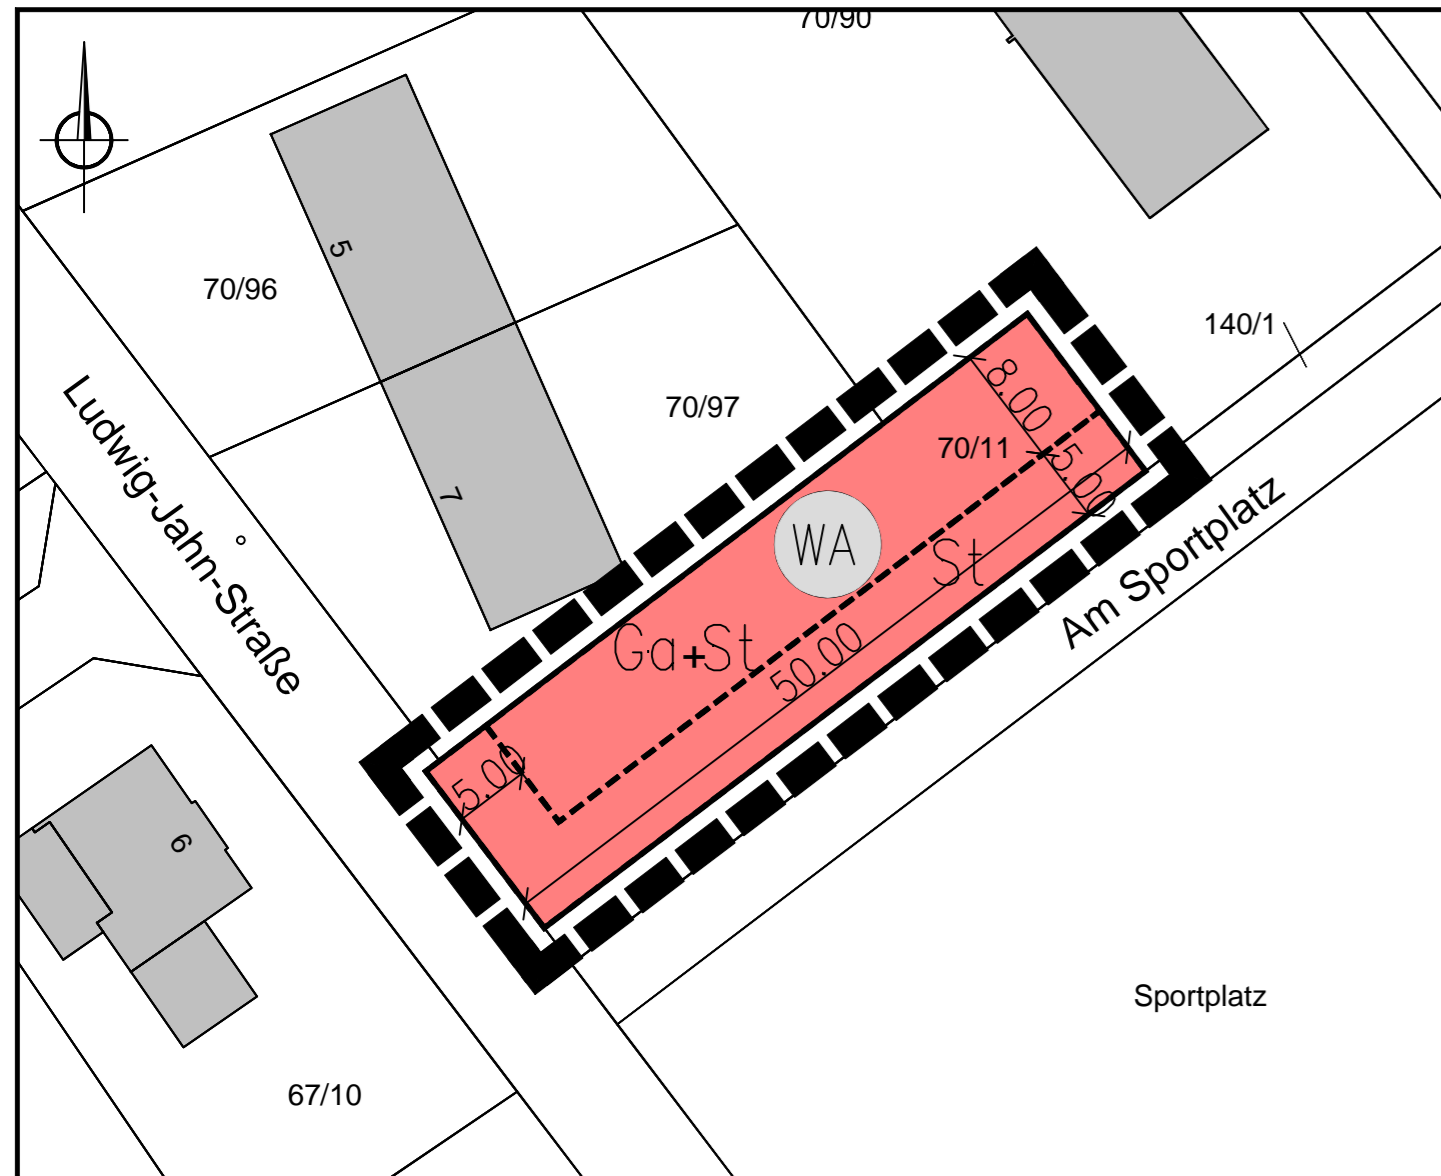 70/90
5
70/96
140/1
8.00
70/97
70/11
5.00
Ludwig-Jahn-Straße
7
WA
St
Am Sportplatz
Ga+St
50.00
5.00
6
Sportplatz
67/10